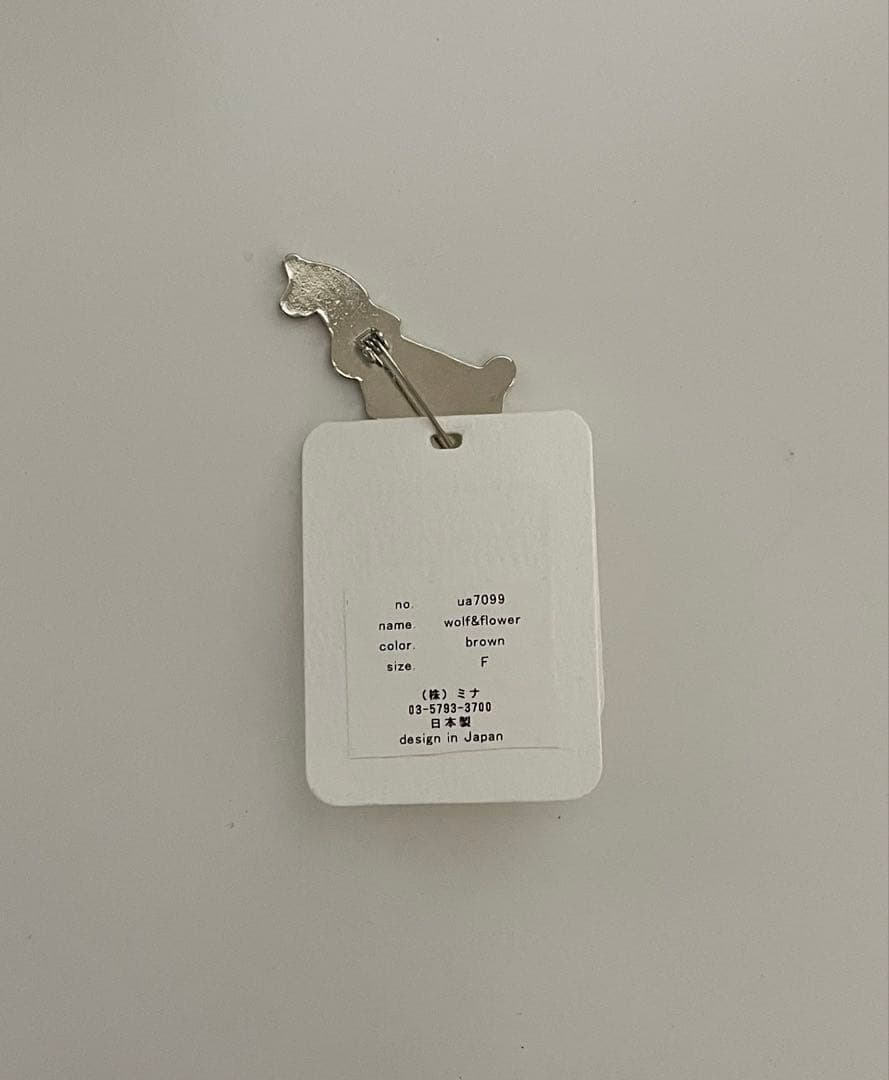 no. ua7099
name. wolf&flower
color. brown
size. F
(株)ミナ
03-5793-3700
日本製
design in Japan